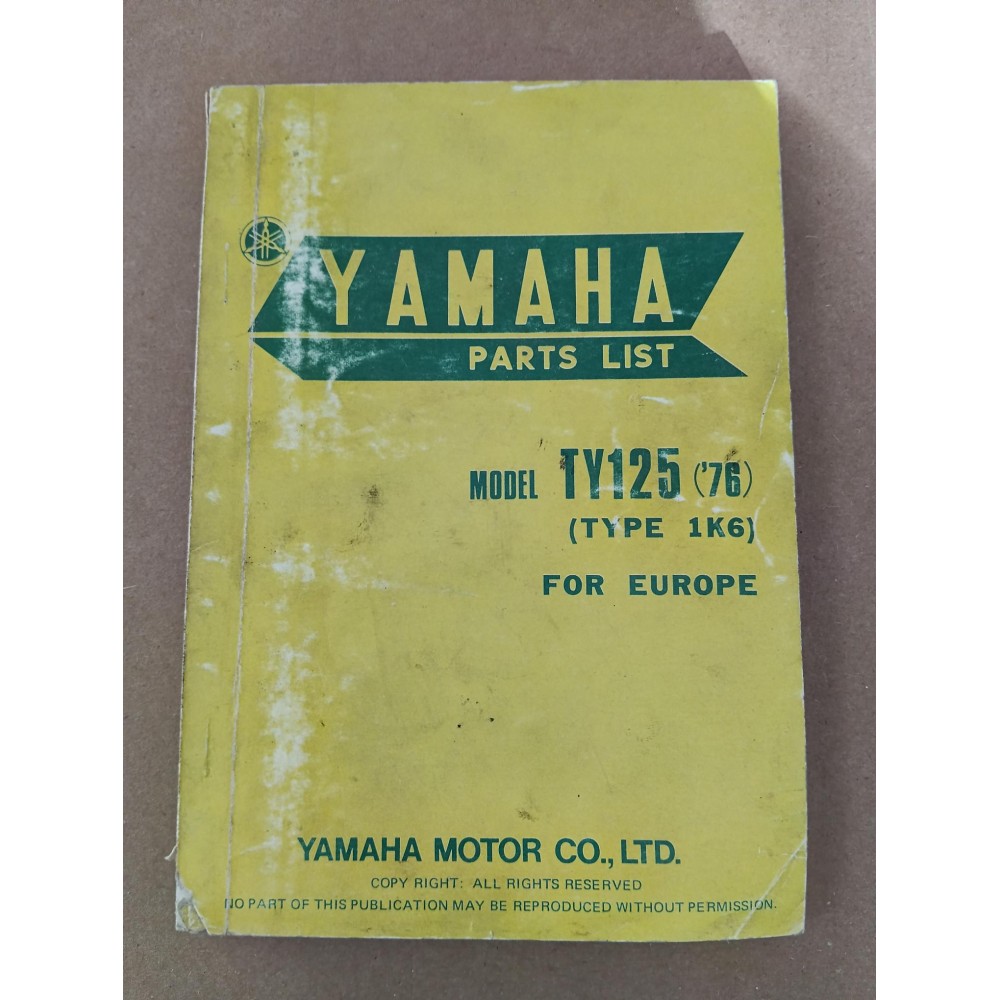 YAMAHA
PARTS LIST
MODEL TY125 ('76)
(TYPE 1K6)
FOR EUROPE
YAMAHA MOTOR CO., LTD.
COPY RIGHT: ALL RIGHTS RESERVED
NO PART OF THIS PUBLICATION MAY BE REPRODUCED WITHOUT PERMISSION.